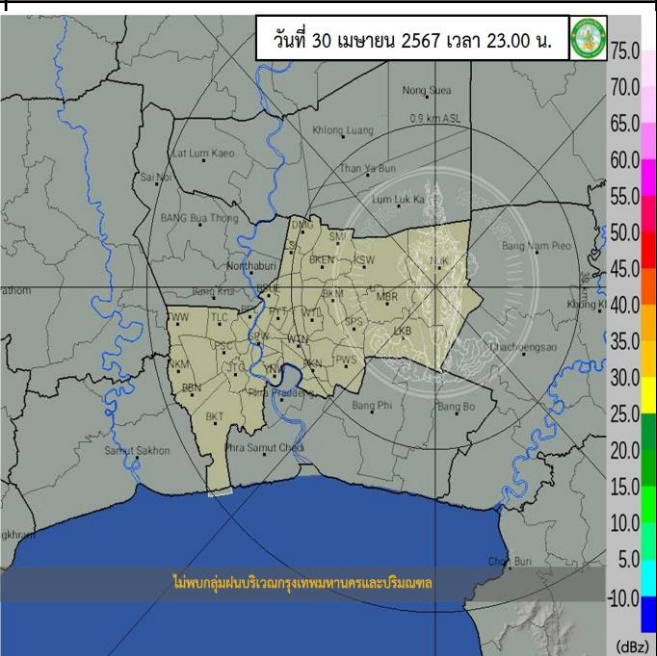 วันที่ 30 เมษายน 2567 เวลา 23.00 น.
75.0
70.0
65.0
60.0
55.0
50.0
45.0
40.0
35.0
30.0
25.0
20.0
15.0
10.0
5.0
-10.0
(dBz)
Nong Suea
0.9 km ASL
Khlong Luang
Lat Lum Kaeo
Than Ya Buri
Sai Noi
Lum Luk Ka
BANG Bua Thong
DMG
SMI
Bang Nam Pieo
Northaburi
BKEN
KSW
NJK
Bang Krui
BKM
MBR
TWW
TLC
PYT
WTL
SPS
LKB
PSC
WTN
Chachoengsao
NKM
JTG
YNW
PKN
PWS
BBN
Phra Pradaeng
BKT
Bang Phi
Bang Bo
Samut Sakhon
Phra Samut Chedi
Chon Buri
ไม่พบกลุ่มฝนบริเวณกรุงเทพมหานครและปริมณฑล